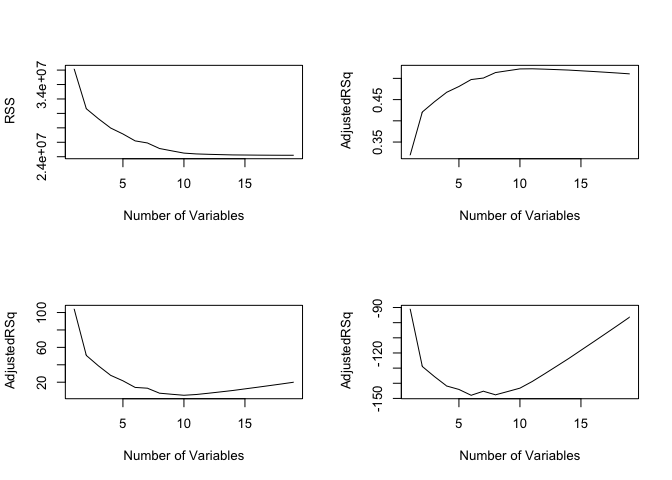 RSS
2.4e+07 3.4e+07
5 10 15
Number of Variables
AdjustedRSq
0.35 0.45
5 10 15
Number of Variables
AdjustedRSq
20 60 100
5 10 15
Number of Variables
AdjustedRSq
-150 -120 -90
5 10 15
Number of Variables